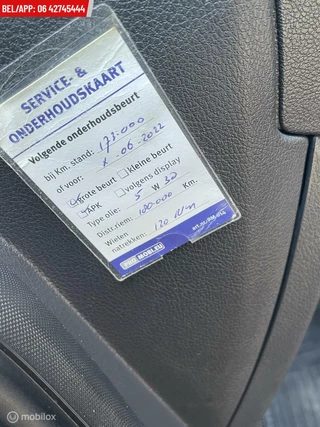 BEL/APP: 06 42745444
SERVICE- &
ONDERHOUDSKAART
Volgende onderhoudsbeurt
bij Km. stand: 173.000
of voor: x .06.2022
Grote beurt kleine beurt
APK volgens display
Type olie: 5 W 30
Distr.riem: 180.000 Km.
Wielen
natrekken: 120 Nm
MOBI.EU
mobilox